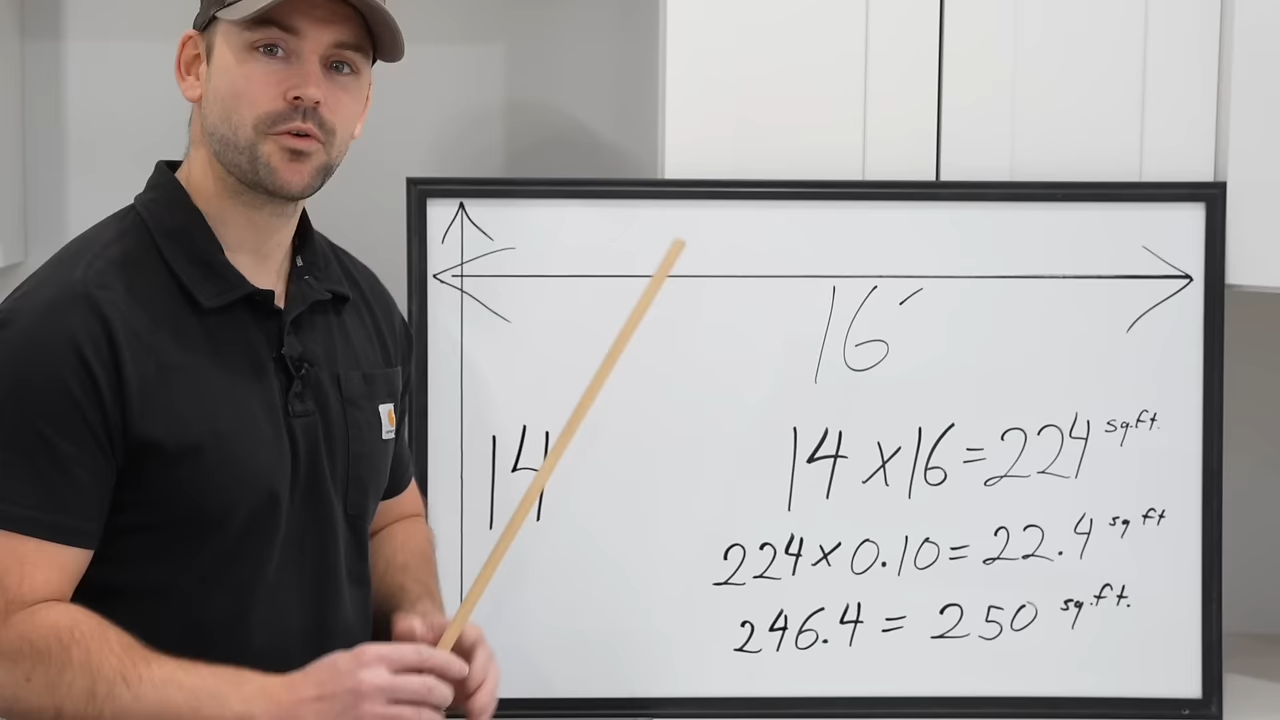 16′
14
14 x 16 = 224 sq.ft.
224 x 0.10 = 22.4 sq ft
246.4 = 250 sq.ft.